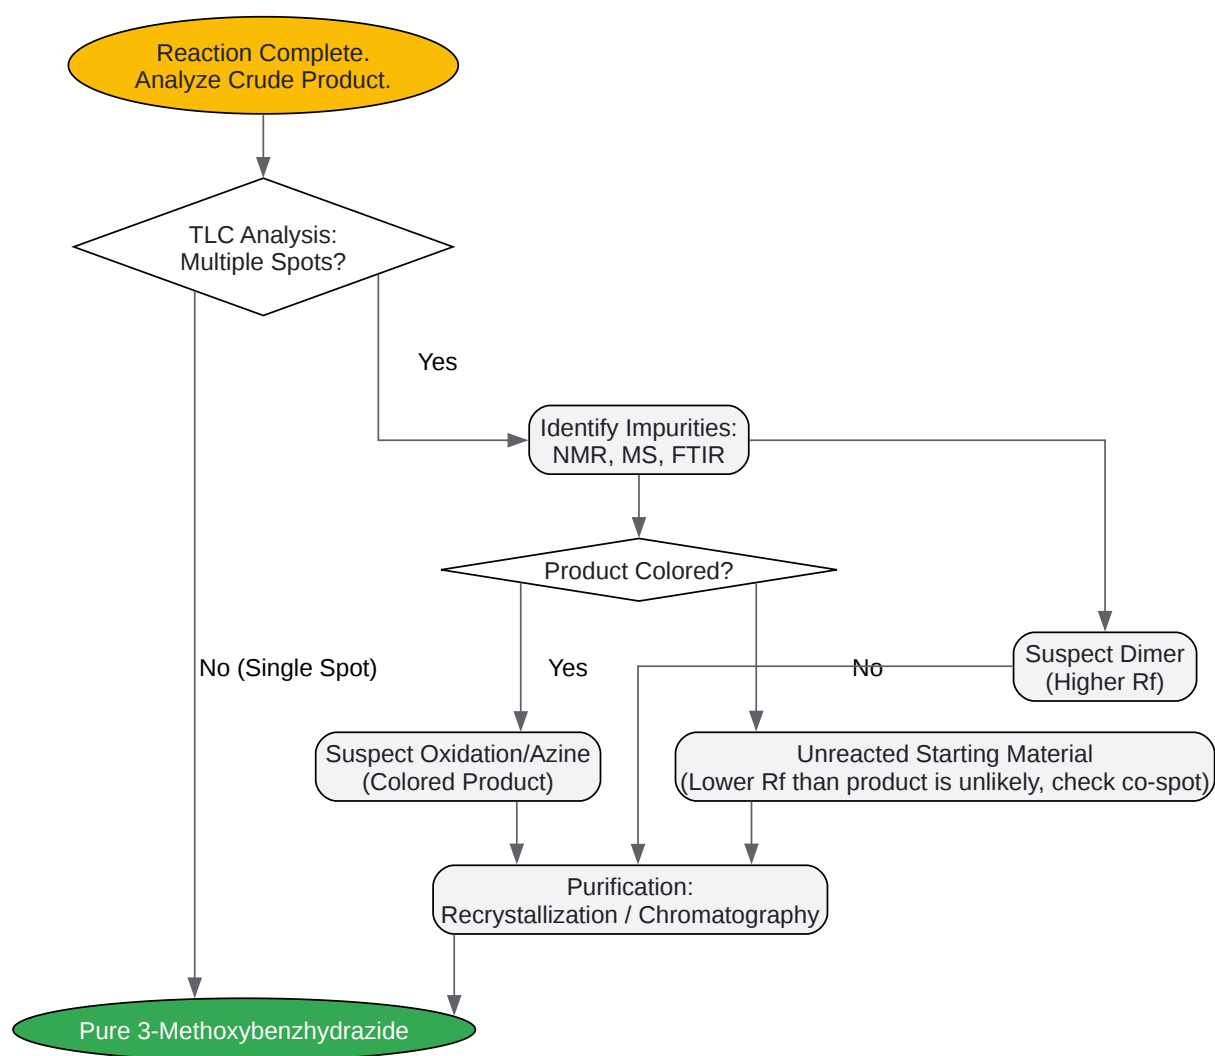 Reaction Complete.
Analyze Crude Product.
TLC Analysis:
Multiple Spots?
Yes
Identify Impurities:
NMR, MS, FTIR
Product Colored?
No (Single Spot)
Yes
No
Suspect Dimer
(Higher Rf)
Suspect Oxidation/Azine
(Colored Product)
Unreacted Starting Material
(Lower Rf than product is unlikely, check co-spot)
Purification:
Recrystallization / Chromatography
Pure 3-Methoxybenzhydrazide